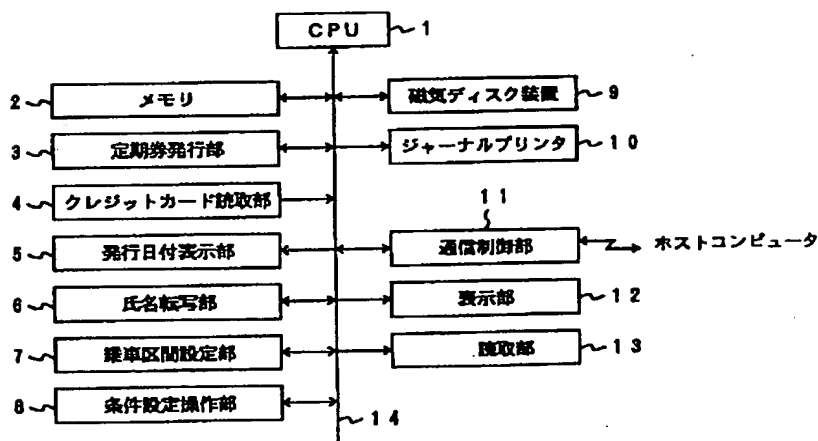 CPU 1
2 メモリ
磁気ディスク装置 9
3 定期券発行部
ジャーナルプリンタ 10
4 クレジットカード読取部
11
5 発行日付表示部
通信制御部
ホストコンピュータ
6 氏名転写部
表示部 12
7 乗車区間設定部
読取部 13
8 条件設定操作部
14